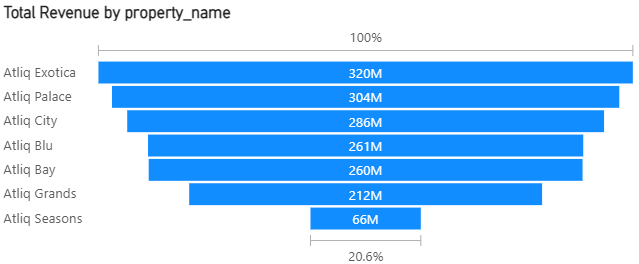 Total Revenue by property_name
100%
Atliq Exotica 320M
Atliq Palace 304M
Atliq City 286M
Atliq Blu 261M
Atliq Bay 260M
Atliq Grands 212M
Atliq Seasons 66M
20.6%